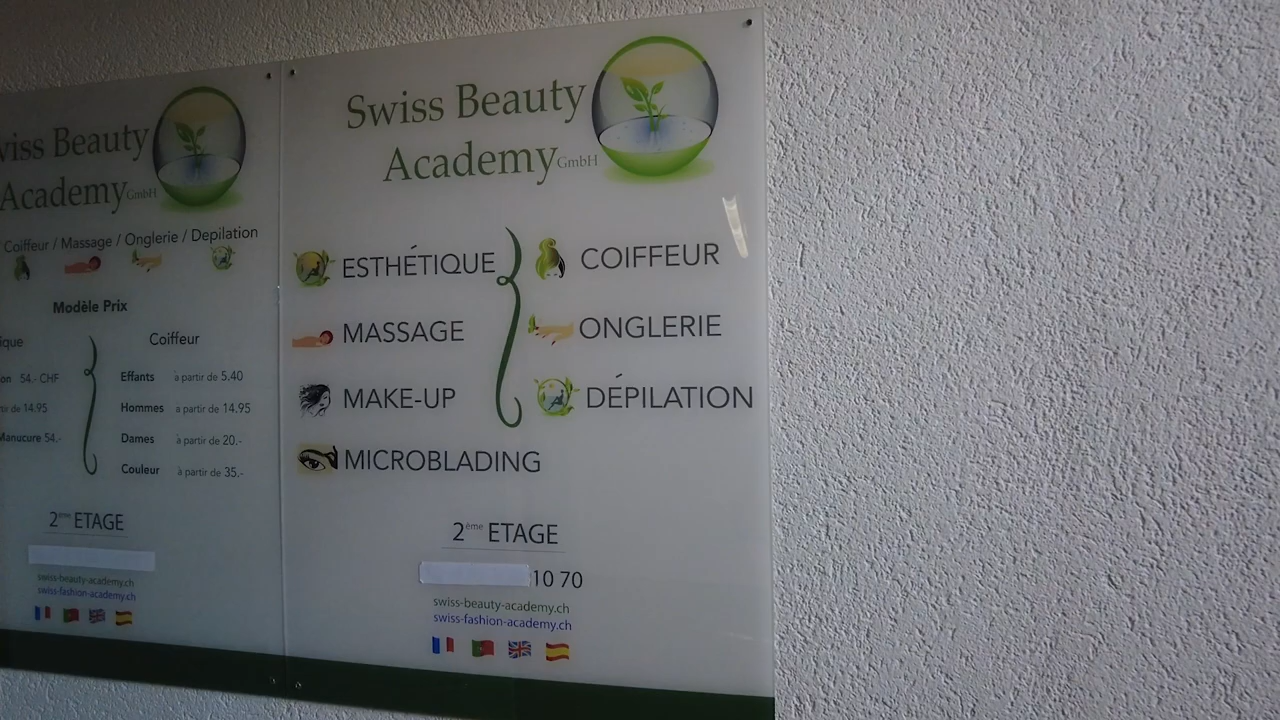 Swiss Beauty
Academy GmbH
Coiffeur / Massage / Onglerie / Depilation
Modèle Prix
Coiffeur
54.- CHF
14.95
Manucure 54.-
Effants à partir de 5.40
Hommes a partir de 14.95
Dames à partir de 20.-
Couleur à partir de 35.-
2ème ETAGE
swiss-beauty-academy.ch
swiss-fashion-academy.ch
Swiss Beauty
Academy GmbH
ESTHÉTIQUE
MASSAGE
MAKE-UP
MICROBLADING
COIFFEUR
ONGLERIE
DÉPILATION
2ème ETAGE
10 70
swiss-beauty-academy.ch
swiss-fashion-academy.ch